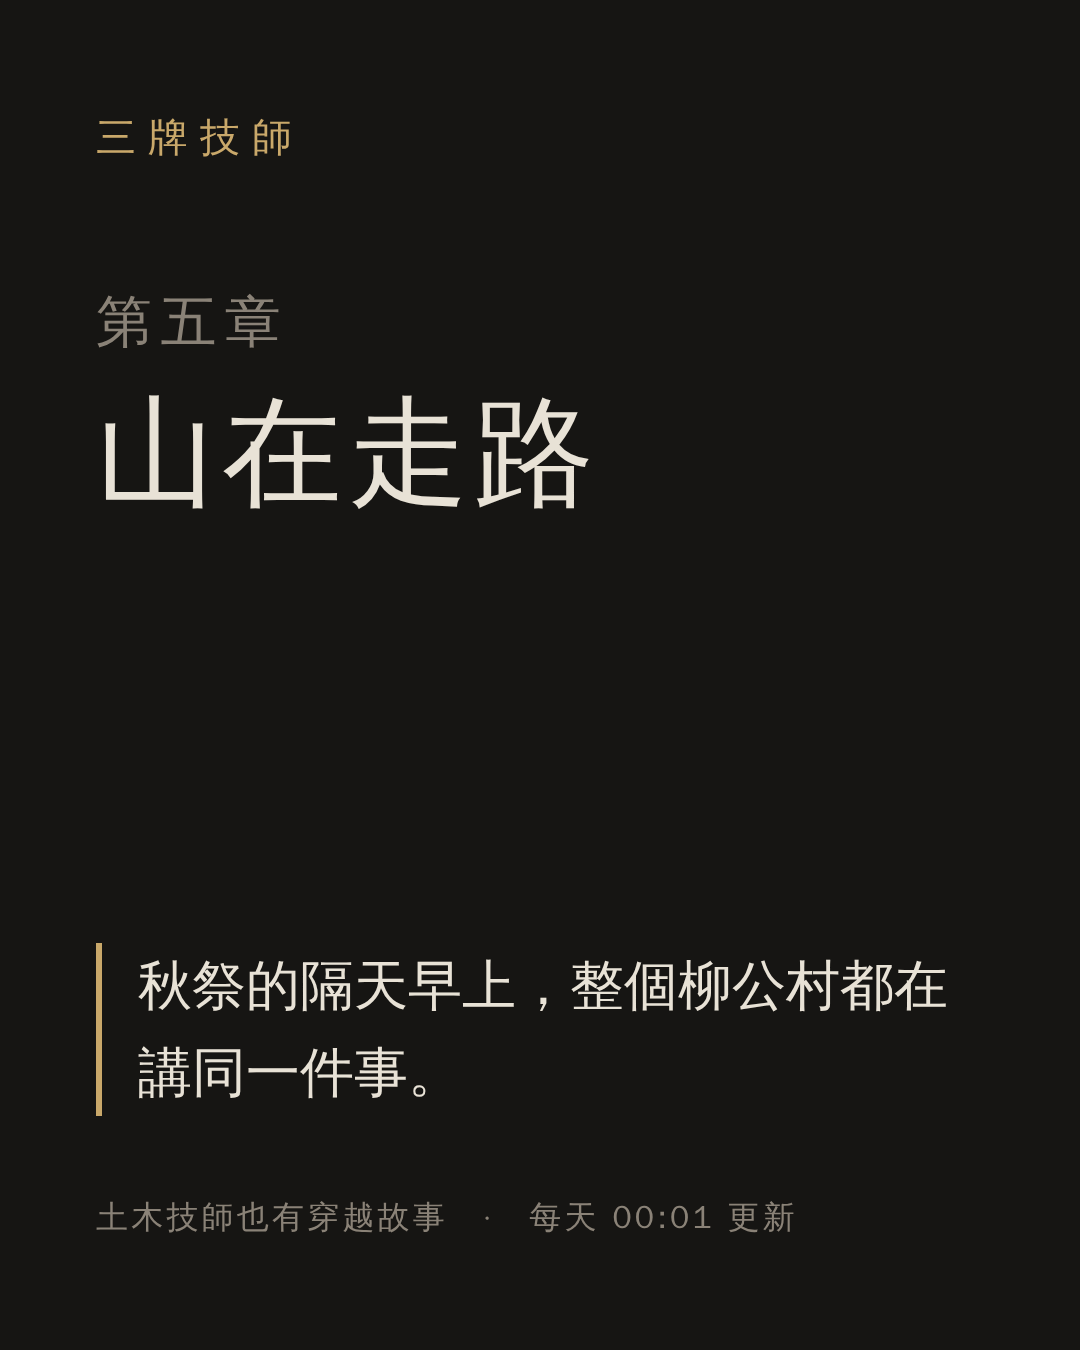 三牌技師
第五章
山在走路
秋祭的隔天早上，整個柳公村都在
講同一件事。
土木技師也有穿越故事 · 每天 00:01 更新